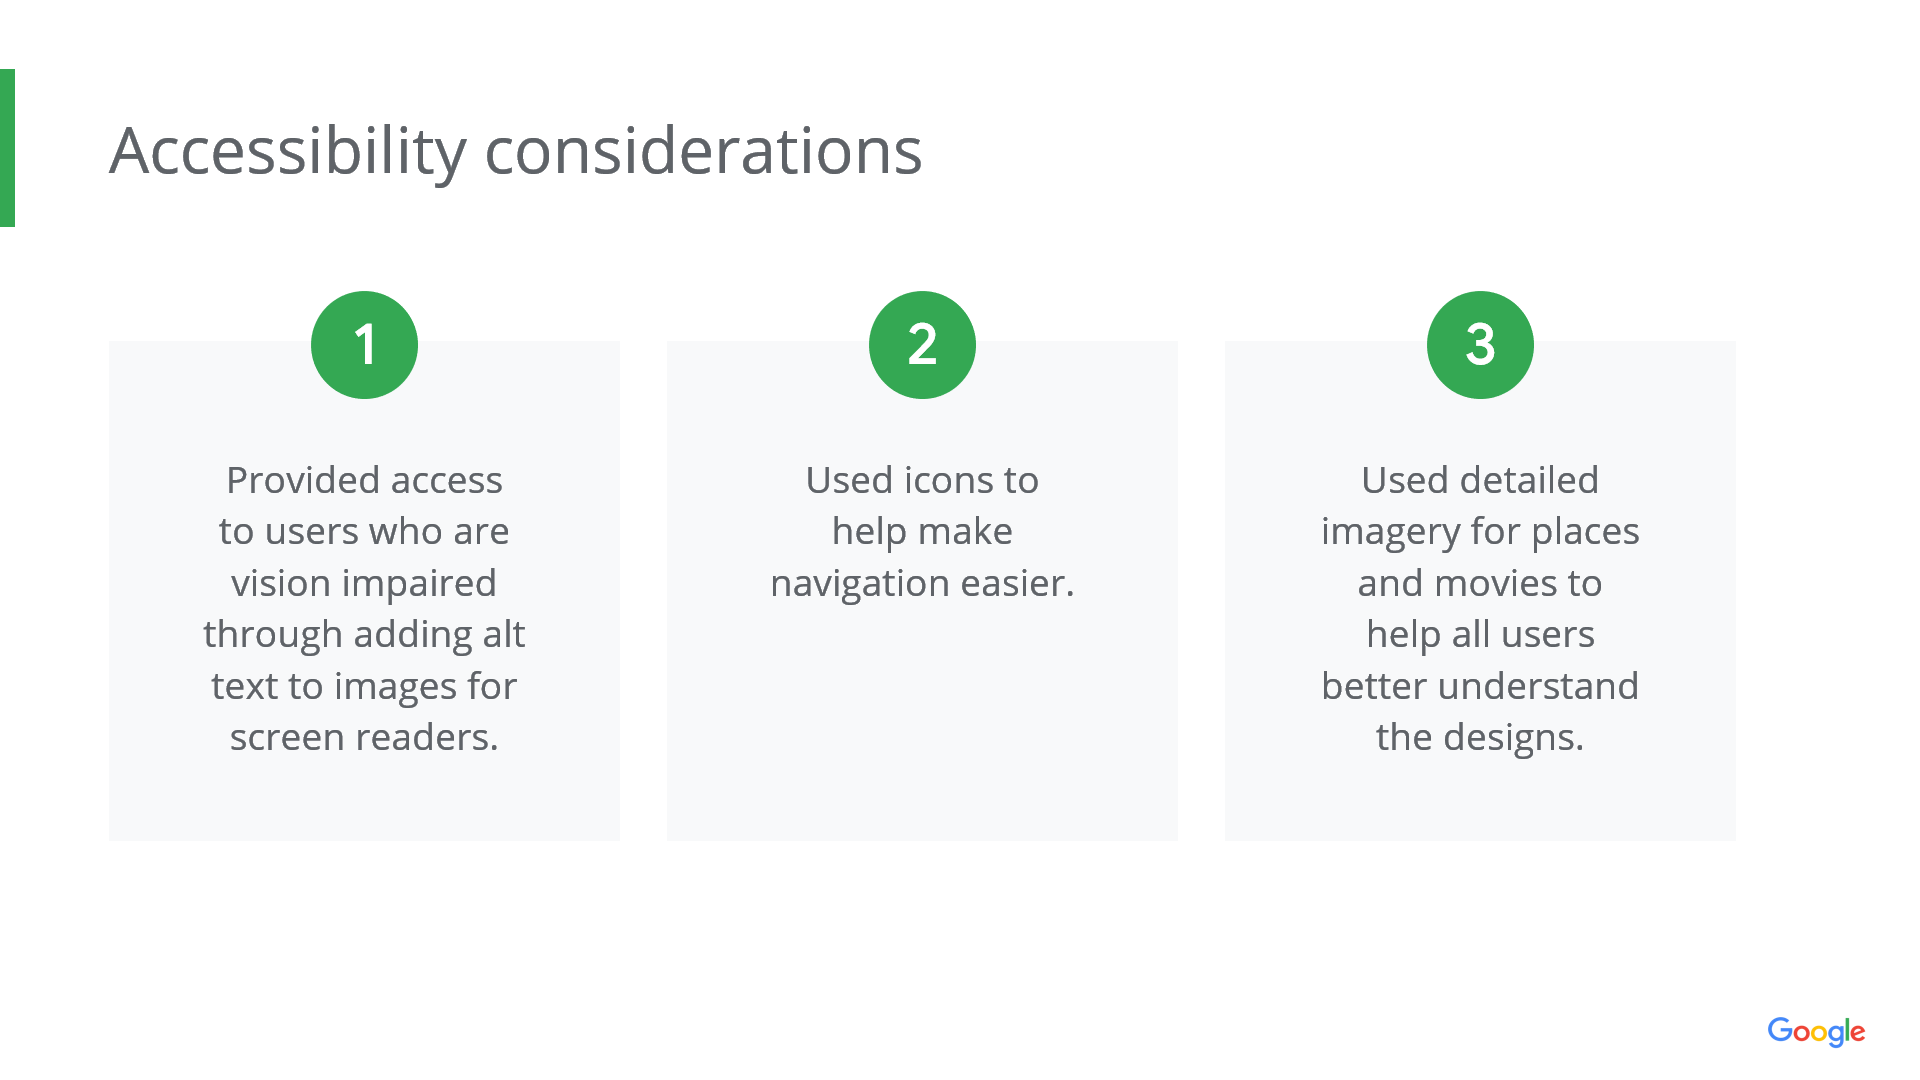 Accessibility considerations
1
Provided access
to users who are
vision impaired
through adding alt
text to images for
screen readers.
2
Used icons to
help make
navigation easier.
3
Used detailed
imagery for places
and movies to
help all users
better understand
the designs.
Google